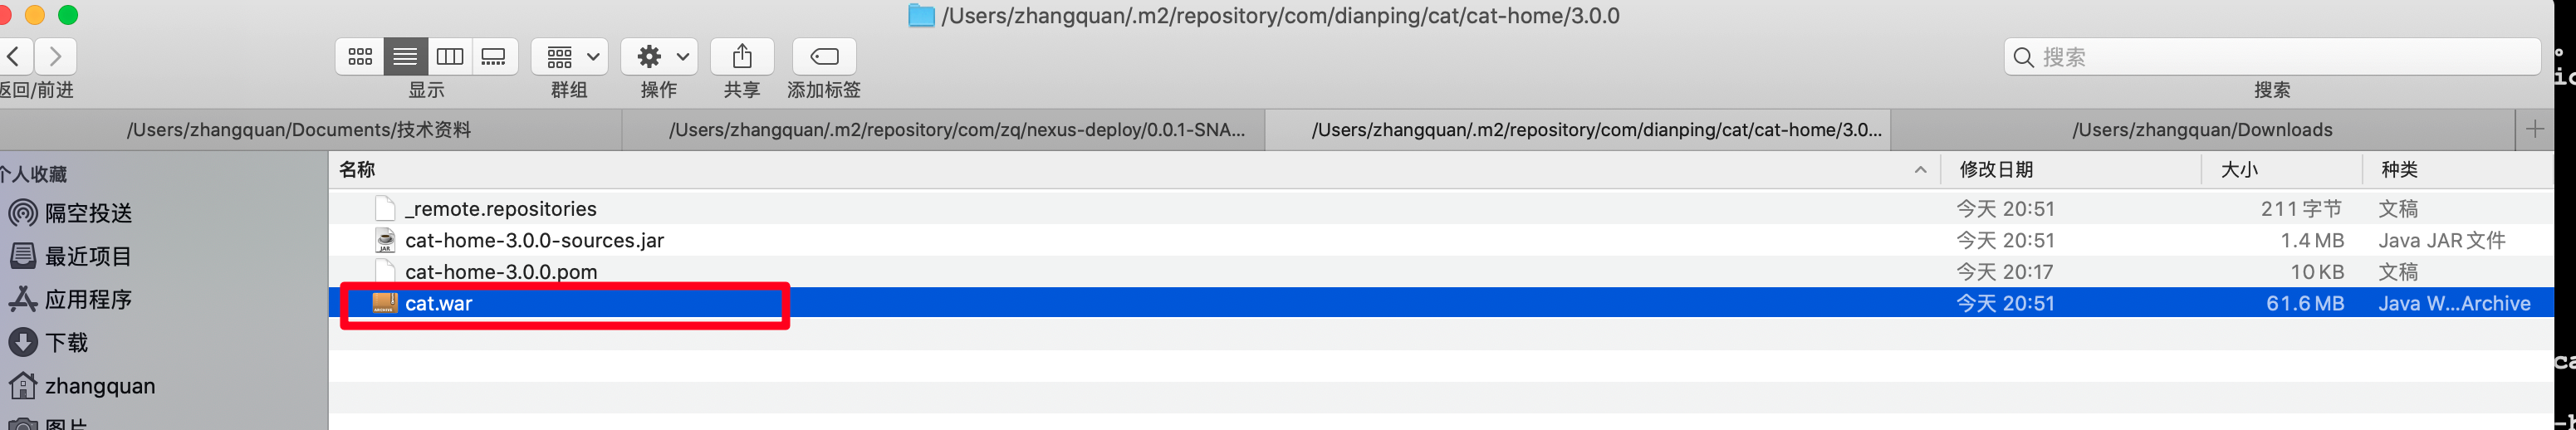 /Users/zhangquan/.m2/repository/com/dianping/cat/cat-home/3.0.0
搜索
返回/前进
显示
群组
操作
共享
添加标签
搜索
/Users/zhangquan/Documents/技术资料
/Users/zhangquan/.m2/repository/com/zq/nexus-deploy/0.0.1-SNA...
/Users/zhangquan/.m2/repository/com/dianping/cat/cat-home/3.0...
/Users/zhangquan/Downloads
个人收藏
隔空投送
最近项目
应用程序
下载
zhangquan
图片
名称 修改日期 大小 种类
_remote.repositories 今天 20:51 211 字节 文稿
cat-home-3.0.0-sources.jar 今天 20:51 1.4 MB Java JAR 文件
cat-home-3.0.0.pom 今天 20:17 10 KB 文稿
cat.war 今天 20:51 61.6 MB Java W...Archive